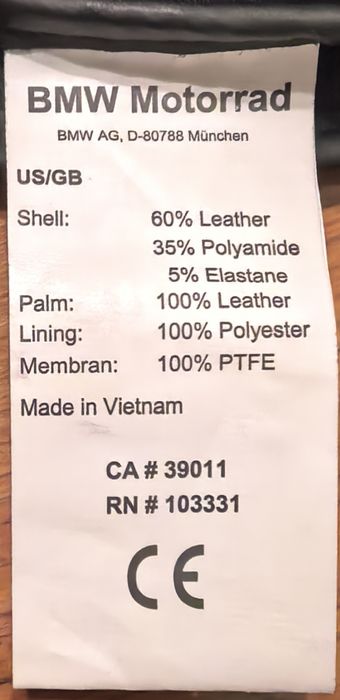 BMW Motorrad
BMW AG, D-80788 München
US/GB
Shell: 60% Leather
35% Polyamide
5% Elastane
Palm: 100% Leather
Lining: 100% Polyester
Membran: 100% PTFE
Made in Vietnam
CA # 39011
RN # 103331
CE